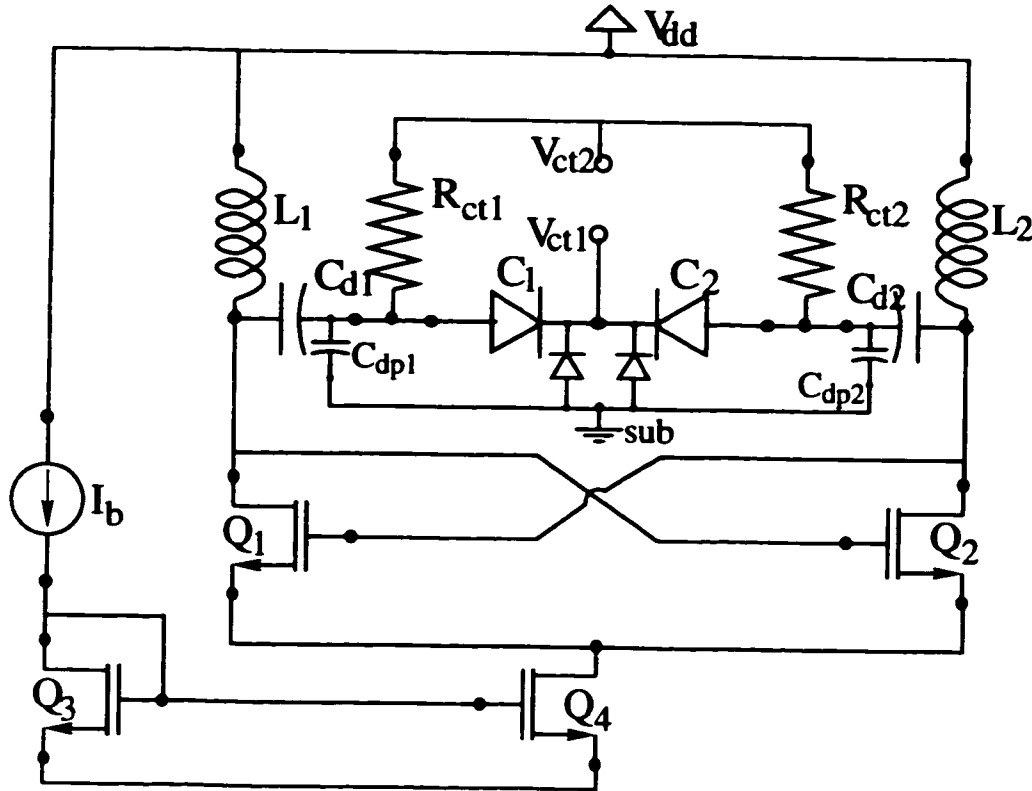 Vdd
Vct2
Rct1
Rct2
L1
L2
Vct1
Cd1
C1
C2
Cd2
Cdp1
Cdp2
sub
Ib
Q1
Q2
Q3
Q4